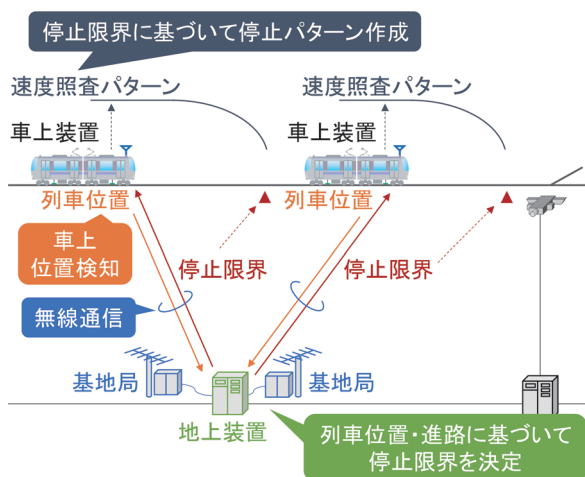 停止限界に基づいて停止パターン作成
速度照査パターン
速度照査パターン
車上装置
車上装置
列車位置
列車位置
車上
位置検知
停止限界
停止限界
無線通信
基地局
基地局
地上装置
列車位置・進路に基づいて
停止限界を決定